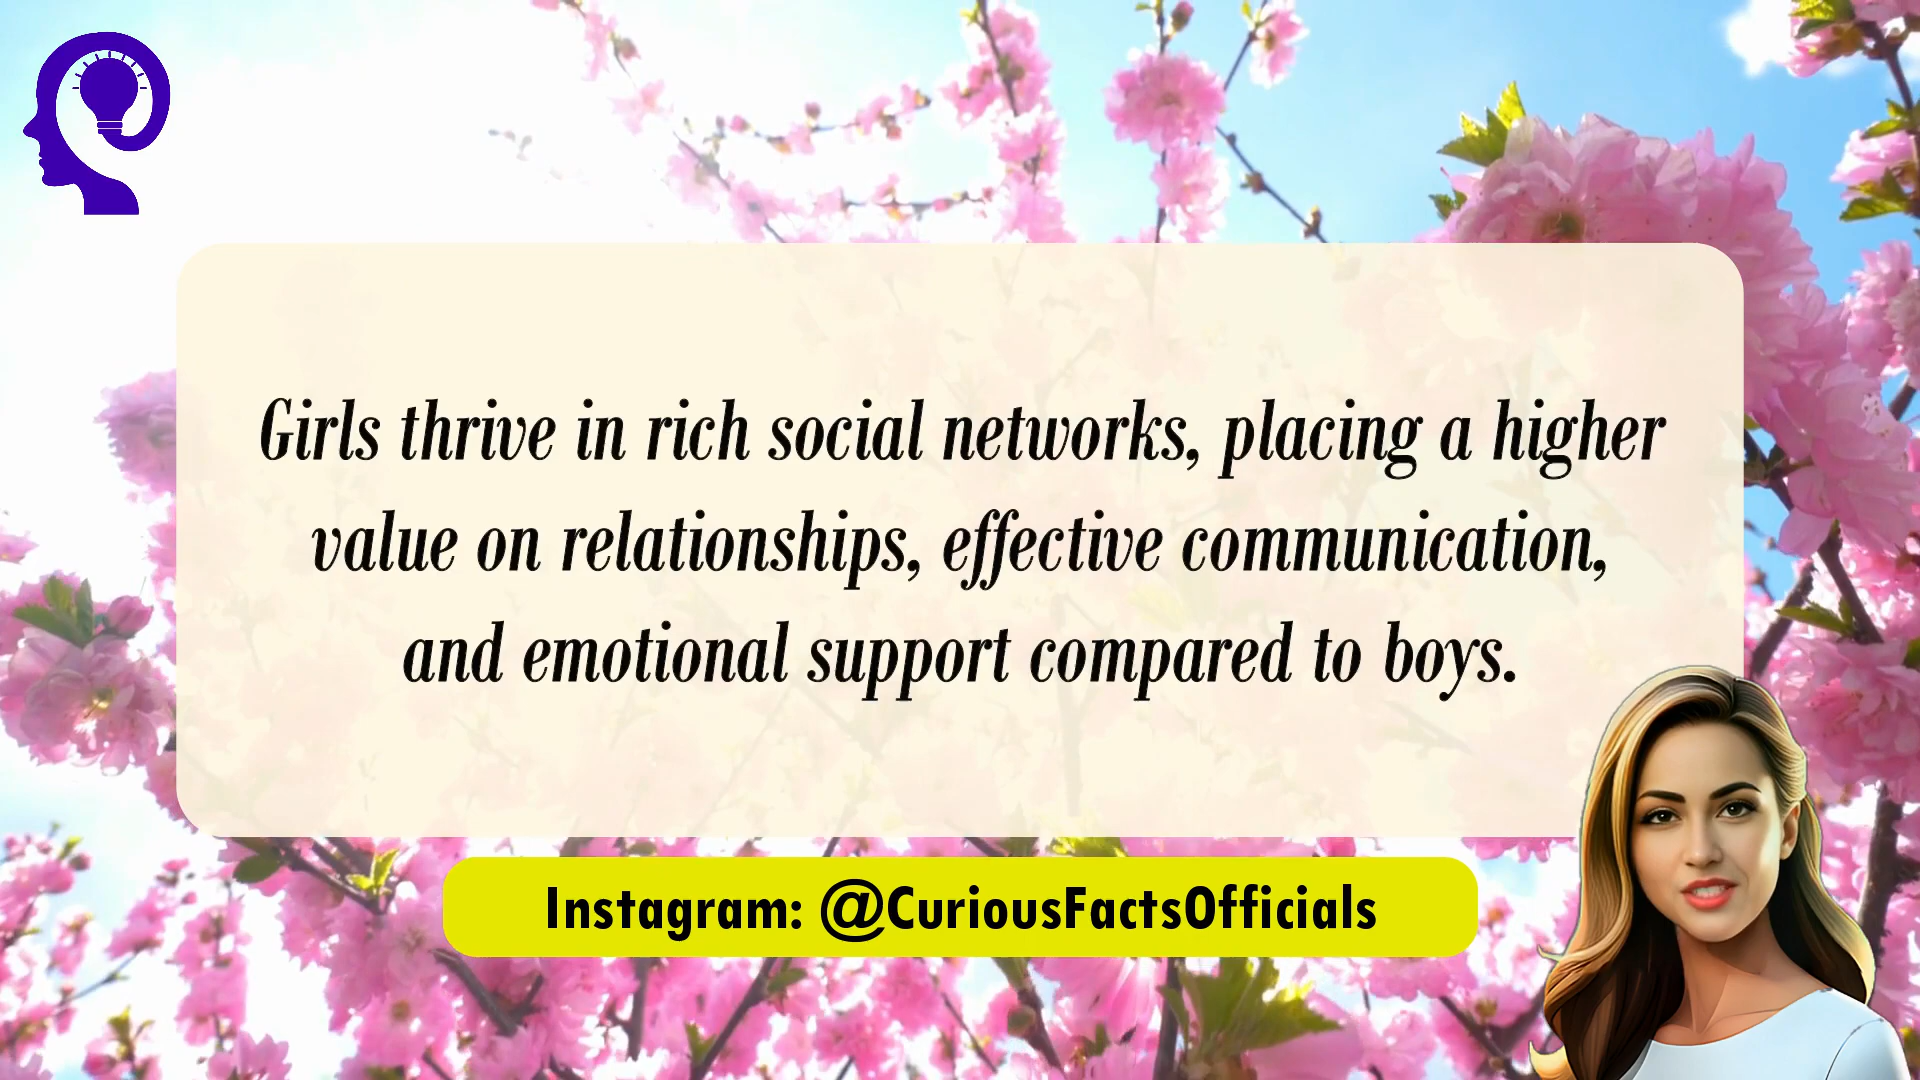 Girls thrive in rich social networks, placing a higher
value on relationships, effective communication,
and emotional support compared to boys.
Instagram: @CuriousFactsOfficials